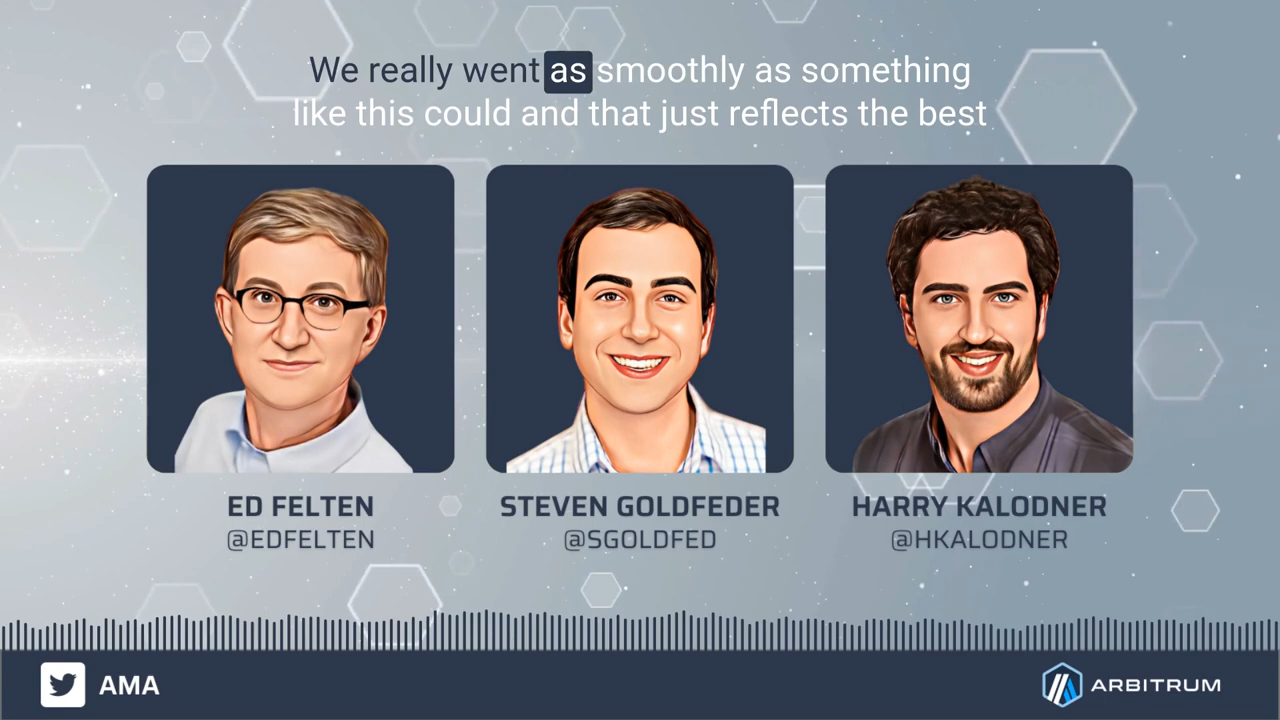 We really went as smoothly as something
like this could and that just reflects the best
ED FELTEN
@EDFELTEN
STEVEN GOLDFEDER
@SGOLDFED
HARRY KALODNER
@HKALODNER
AMA
ARBITRUM